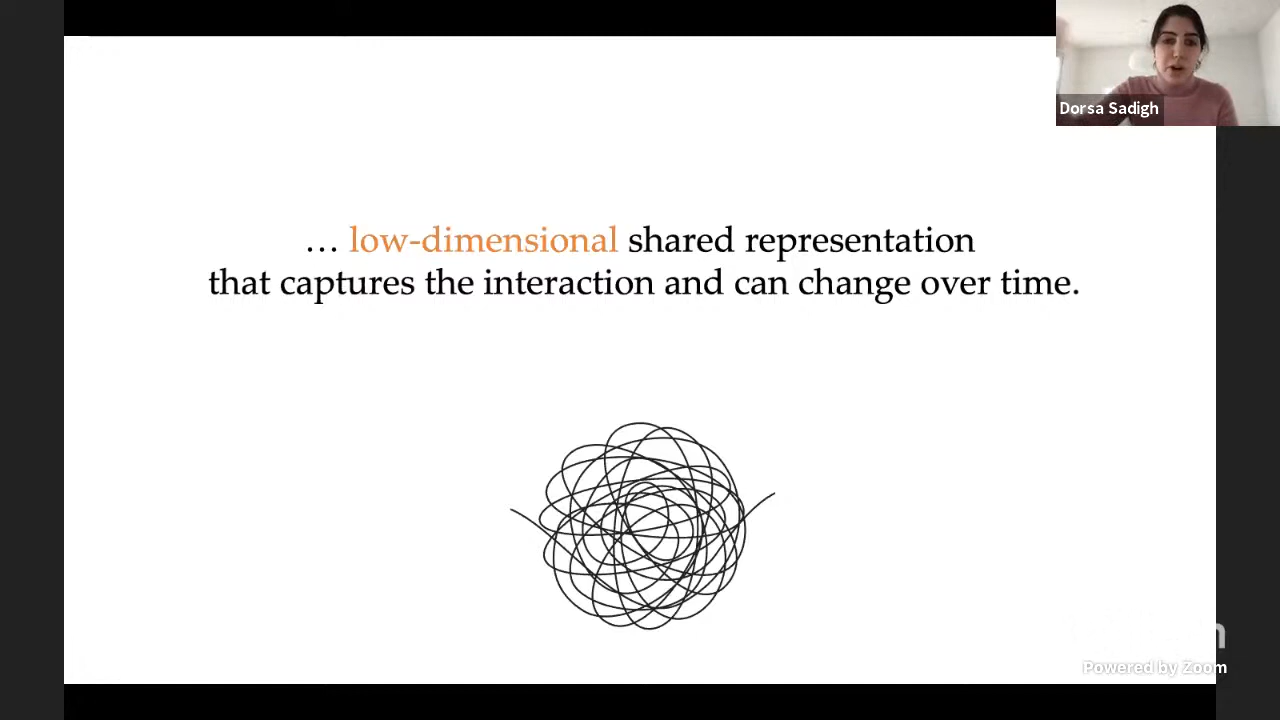 Dorsa Sadigh
… low-dimensional shared representation
that captures the interaction and can change over time.
Powered by Zoom